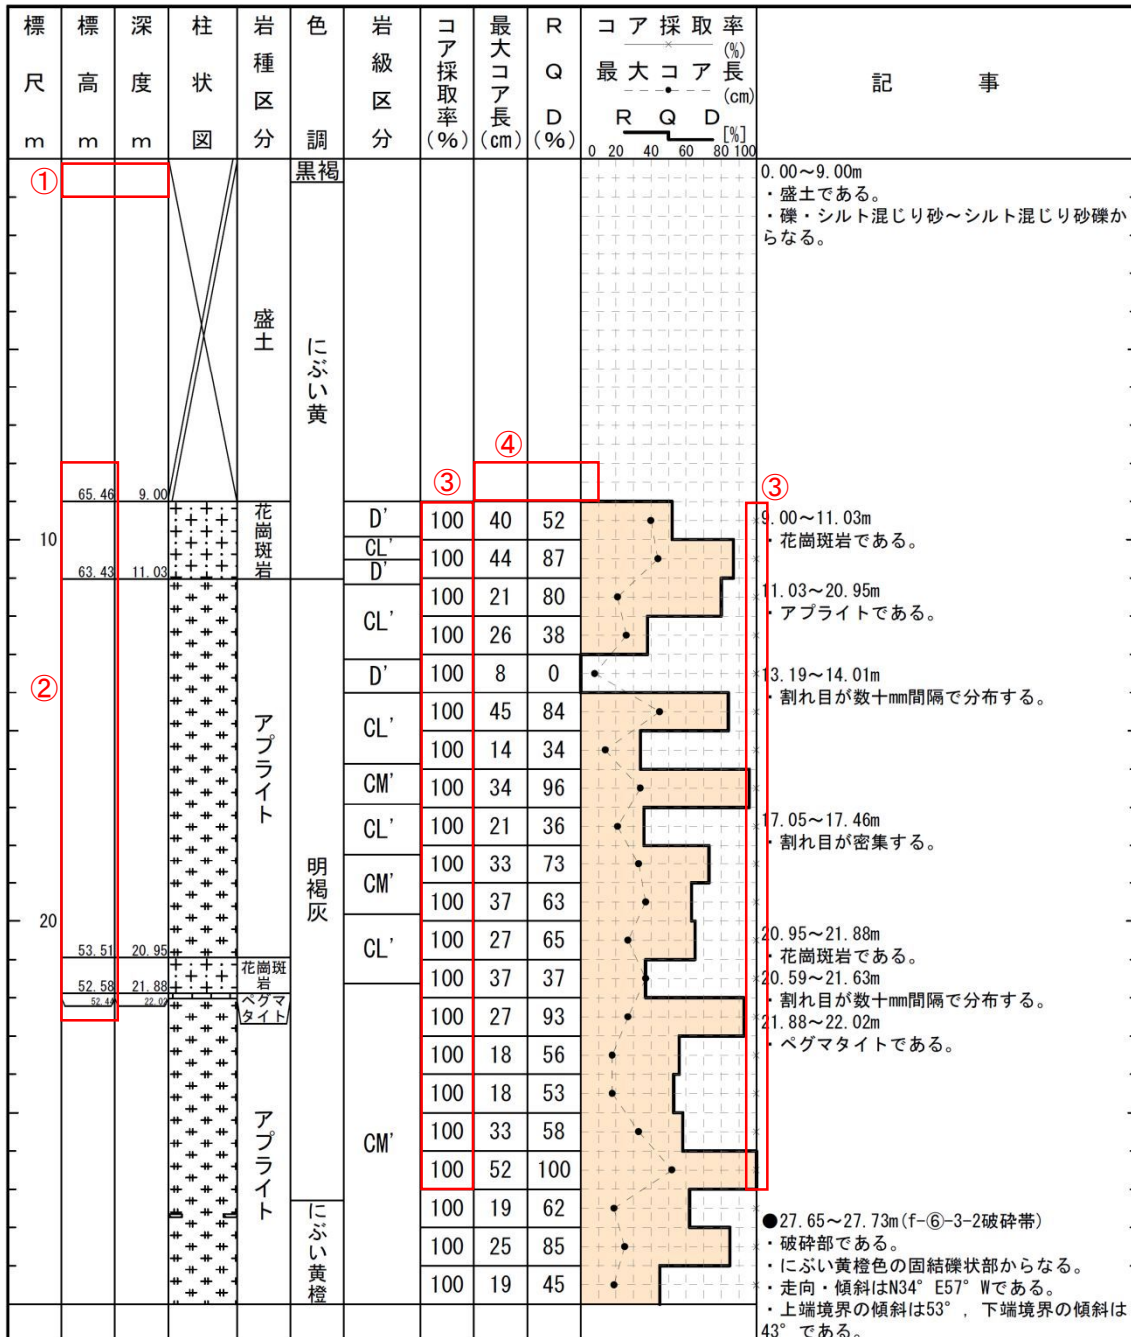 標尺m
標高m
深度m
柱状図
岩種区分
色調
岩級区分
コア採取率(%)
最大コア長(cm)
RQD(%)
コア採取率
(%)
最大コア長
(cm)
RQD
[%]
0 20 40 60 80 100
記事
①
黒褐
0.00～9.00m
・盛土である。
・礫・シルト混じり砂～シルト混じり砂礫か
らなる。
盛土
にぶい黄
④
③
③
65.46 9.00
花崗斑岩
D' 100 40 52
9.00～11.03m
・花崗斑岩である。
10
CL' 100 44 87
63.43 11.03
D'
100 21 80
11.03～20.95m
・アプライトである。
CL'
100 26 38
②
D' 100 8 0
13.19～14.01m
・割れ目が数十mm間隔で分布する。
アプライト
100 45 84
CL'
100 14 34
CM' 100 34 96
CL' 100 21 36
17.05～17.46m
・割れ目が密集する。
明褐灰
100 33 73
CM'
100 37 63
20
CL'
100 27 65
53.51 20.95
20.95～21.88m
・花崗斑岩である。
花崗斑岩
100 37 37
20.59～21.63m
・割れ目が数十mm間隔で分布する。
52.58 21.88
52.44 22.02
ペグマタイト
100 27 93
21.88～22.02m
・ペグマタイトである。
100 18 56
100 18 53
アプライト
CM'
100 33 58
100 52 100
にぶい黄橙
100 19 62
100 25 85
100 19 45
●27.65～27.73m(f-⑥-3-2破砕帯)
・破砕部である。
・にぶい黄橙色の固結礫状部からなる。
・走向・傾斜はN34°E57°Wである。
・上端境界の傾斜は53°, 下端境界の傾斜は
43°である。